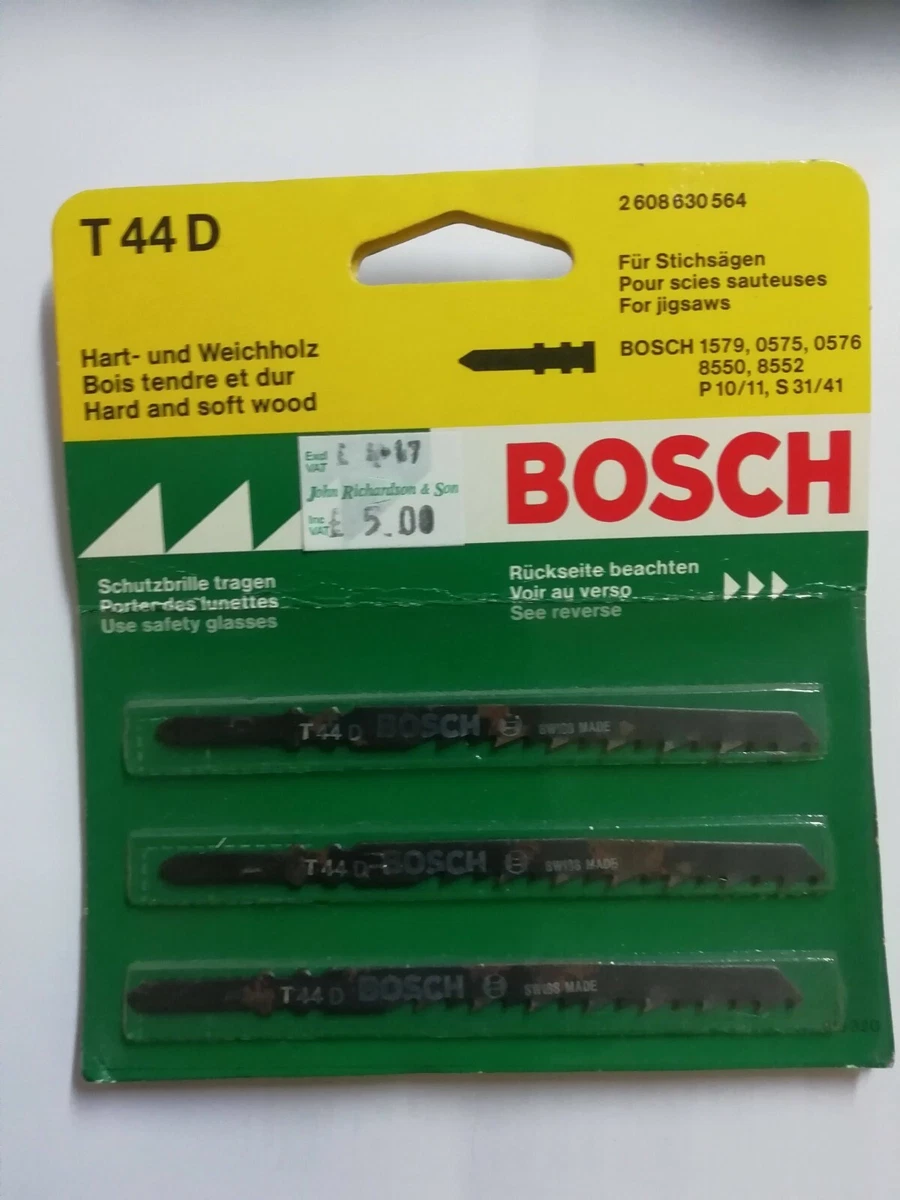 T 44 D
2 608 630 564
Für Stichsägen
Pour scies sauteuses
For jigsaws
BOSCH 1579, 0575, 0576
8550, 8552
P 10/11, S 31/41
Hart- und Weichholz
Bois tendre et dur
Hard and soft wood
Excl VAT £
John Richardson & Son
Inc VAT £ 5.00
BOSCH
Schutzbrille tragen
Porter des lunettes
Use safety glasses
Rückseite beachten
Voir au verso
See reverse
T 44 D BOSCH SWISS MADE
T 44 D BOSCH SWISS MADE
T 44 D BOSCH SWISS MADE